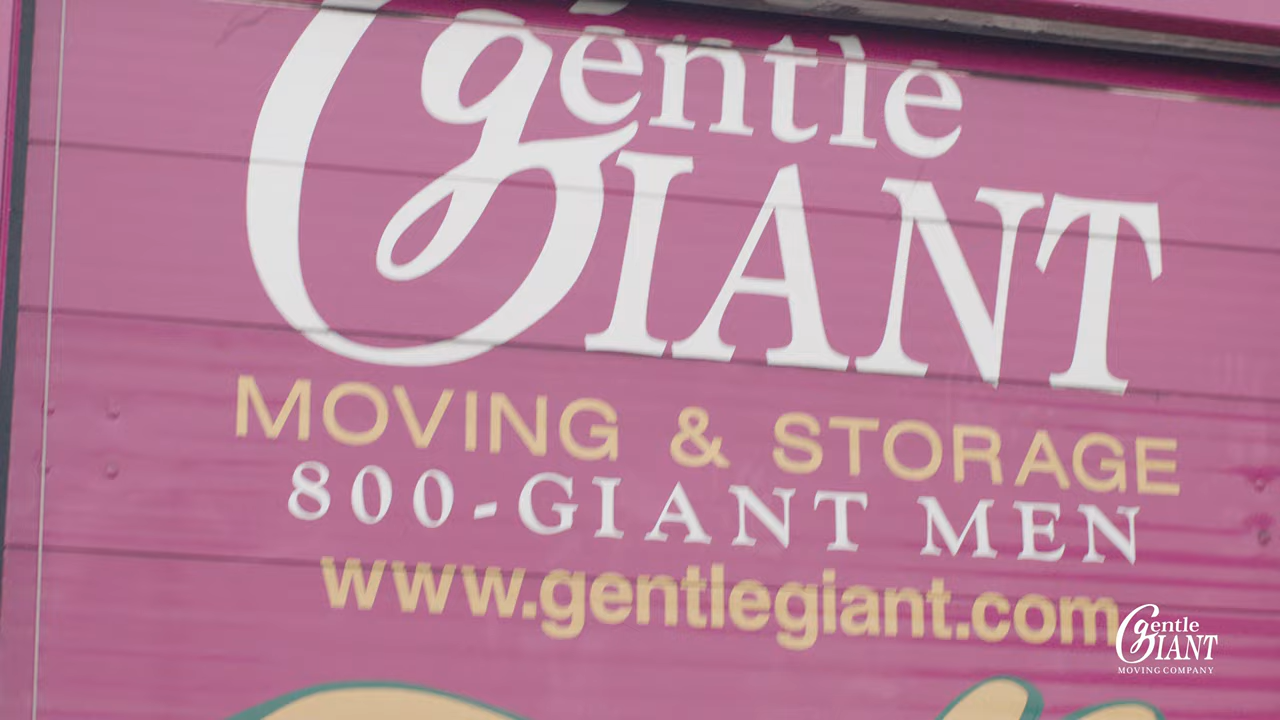 gentle
GIANT
MOVING & STORAGE
800-GIANT MEN
www.gentlegiant.com
Gentle
GIANT
MOVING COMPANY